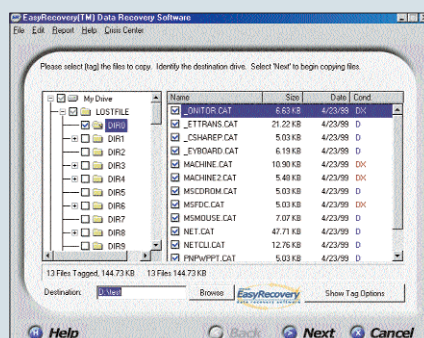 EasyRecovery(TM) Data Recovery Software
File Edit Report Help Crisis Center
Please select (tag) the files to copy. Identify the destination drive. Select 'Next' to begin copying files.
My Drive
LOSTFILE
DIR0
DIR1
DIR2
DIR3
DIR4
DIR5
DIR6
DIR7
DIR8
DIR9
Name Size Date Cond
_ONITOR.CAT 6.63 KB 4/23/99 DX
_ETTRANS.CAT 21.22 KB 4/23/99 D
_CSHAREP.CAT 5.03 KB 4/23/99 D
_EYBOARD.CAT 6.19 KB 4/23/99 D
MACHINE.CAT 10.90 KB 4/23/99 DX
MACHINE2.CAT 5.48 KB 4/23/99 DX
MSCDROM.CAT 5.03 KB 4/23/99 D
MSFDC.CAT 5.03 KB 4/23/99 DX
MSMOUSE.CAT 7.07 KB 4/23/99 D
NET.CAT 47.71 KB 4/23/99 D
NETCLI.CAT 12.76 KB 4/23/99 D
PNPWPPT.CAT 5.03 KB 4/23/99 D
13 Files Tagged, 144.73 KB 13 Files 144.73 KB
Destination: D:\test Browse EasyRecovery data recovery software Show Tag Options
Help Back Next Cancel